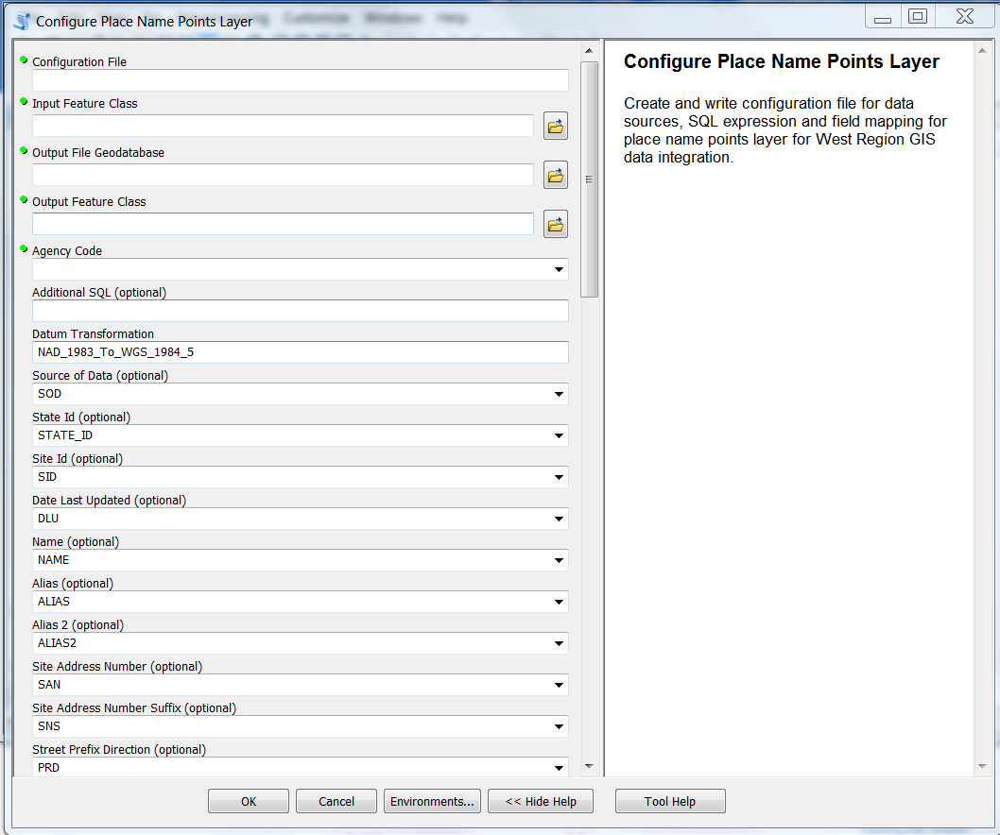 Customize Windows Help
Configure Place Name Points Layer
Configuration File
Input Feature Class
Output File Geodatabase
Output Feature Class
Agency Code
Additional SQL (optional)
Datum Transformation
NAD_1983_To_WGS_1984_5
Source of Data (optional)
SOD
State Id (optional)
STATE_ID
Site Id (optional)
SID
Date Last Updated (optional)
DLU
Name (optional)
NAME
Alias (optional)
ALIAS
Alias 2 (optional)
ALIAS2
Site Address Number (optional)
SAN
Site Address Number Suffix (optional)
SNS
Street Prefix Direction (optional)
PRD
Configure Place Name Points Layer
Create and write configuration file for data
sources, SQL expression and field mapping for
place name points layer for West Region GIS
data integration.
OK
Cancel
Environments...
<< Hide Help
Tool Help